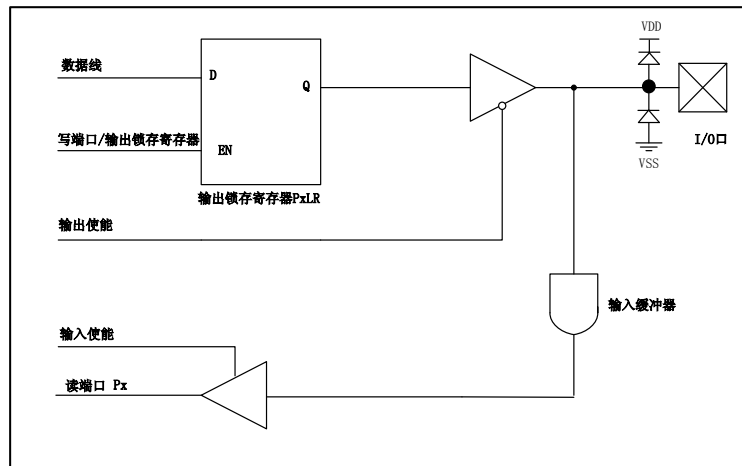 VDD
数据线
D
Q
写端口/输出锁存寄存器
EN
I/O口
VSS
输出锁存寄存器PxLR
输出使能
输入缓冲器
输入使能
读端口 Px